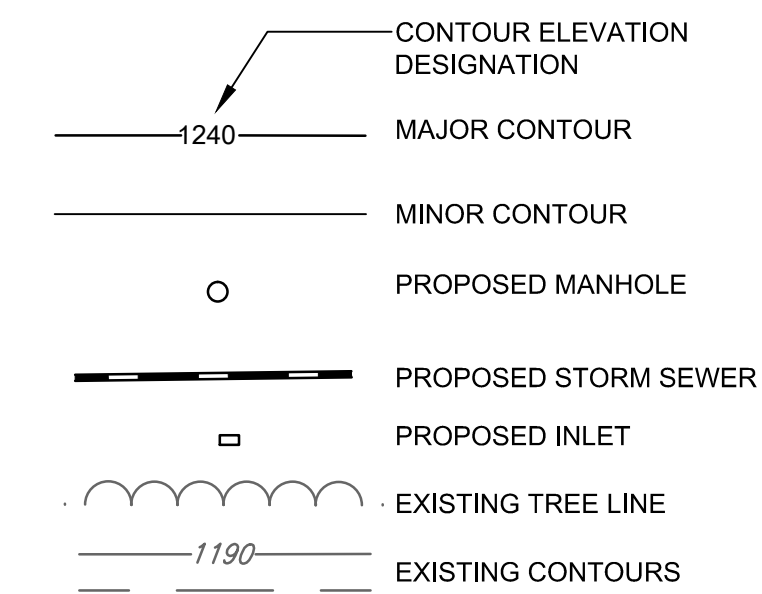 CONTOUR ELEVATION
DESIGNATION
1240
MAJOR CONTOUR
MINOR CONTOUR
PROPOSED MANHOLE
PROPOSED STORM SEWER
PROPOSED INLET
EXISTING TREE LINE
1190
EXISTING CONTOURS